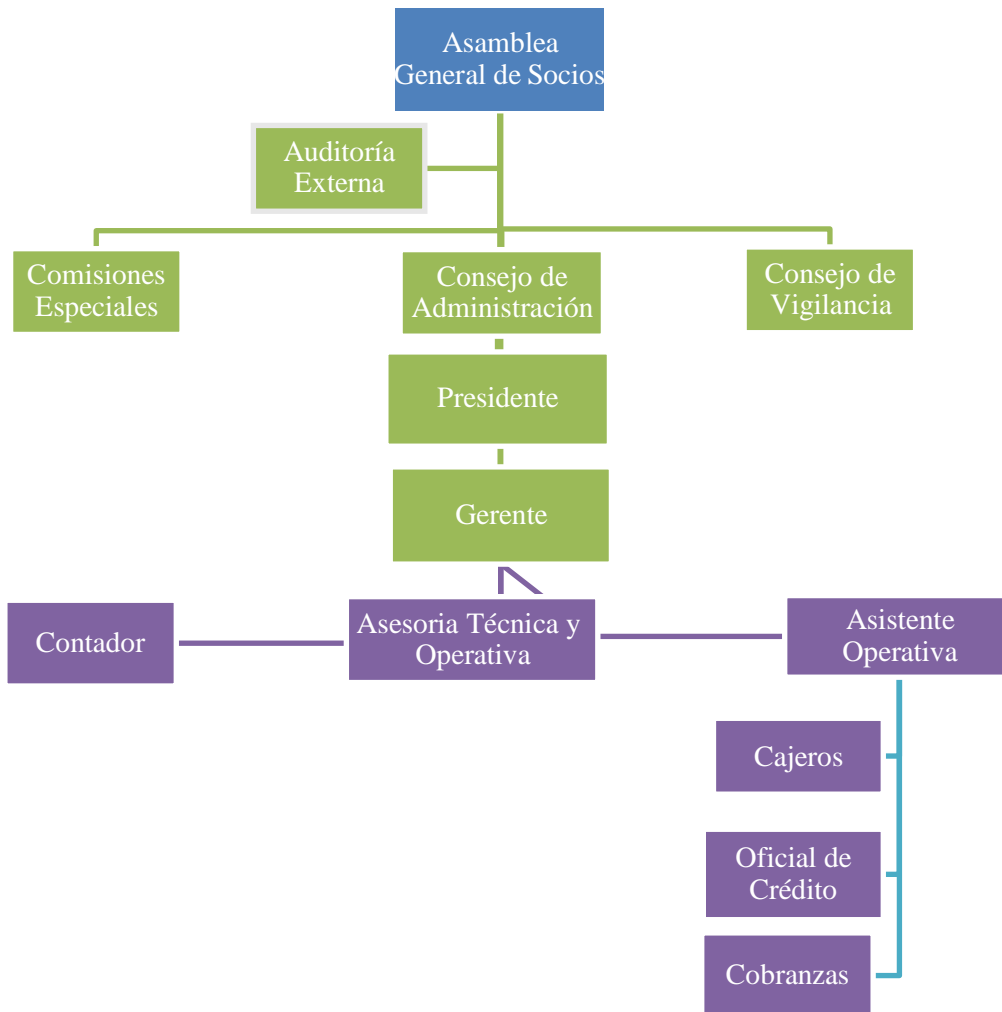 Asamblea
General de Socios
Auditoría
Externa
Comisiones
Especiales
Consejo de
Administración
Consejo de
Vigilancia
Presidente
Gerente
Contador
Asesoria Técnica y
Operativa
Asistente
Operativa
Cajeros
Oficial de
Crédito
Cobranzas